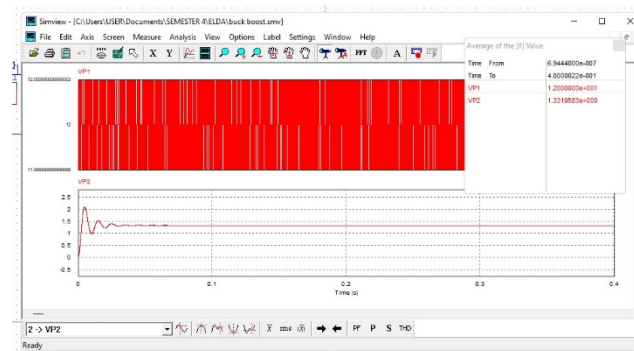 Simview - [C:\Users\USER\Documents\SEMESTER 4\ELDA\buck boost.smv]
File Edit Axis Screen Measure Analysis View Options Label Settings Window Help
X Y FFT A
Average of the |X| Value
Time From 6.9444000e-007
Time To 4.0000022e-001
VP1 1.2000000e+001
VP2 1.3319583e+000
VP1
12
VP2
2.5
2
1.5
1
0.5
0
-0.5
0 0.1 0.2 0.3 0.4
Time (s)
2 -> VP2
x rms |x| PF P S THD
Ready